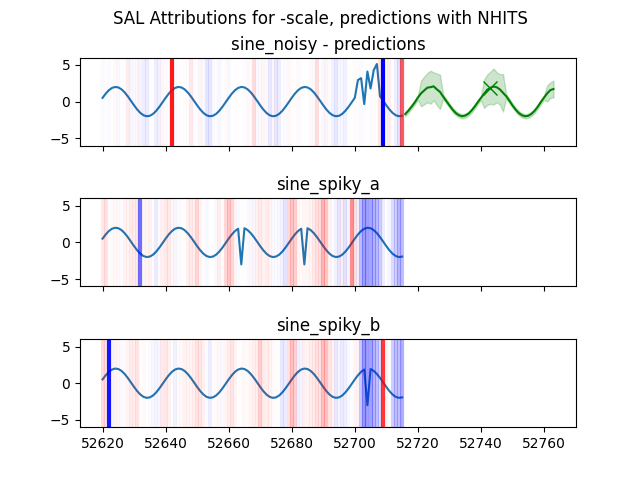 SAL Attributions for -scale, predictions with NHITS
sine_noisy - predictions
5
0
−5
sine_spiky_a
5
0
−5
sine_spiky_b
5
0
−5
52620 52640 52660 52680 52700 52720 52740 52760